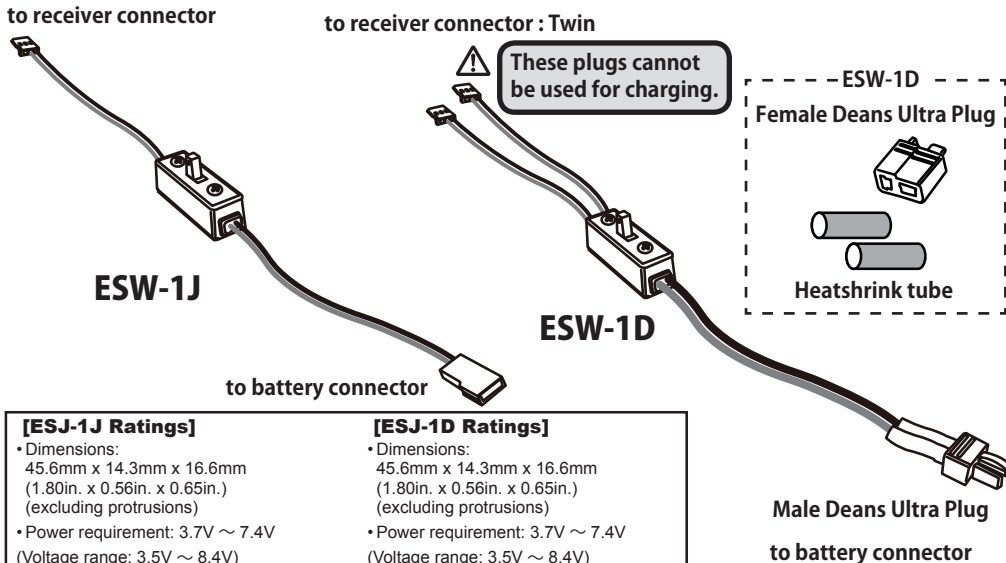 to receiver connector
to receiver connector : Twin
These plugs cannot
be used for charging.
ESW-1D
Female Deans Ultra Plug
Heatshrink tube
ESW-1J
ESW-1D
to battery connector
Male Deans Ultra Plug
to battery connector
[ESJ-1J Ratings]
• Dimensions:
45.6mm x 14.3mm x 16.6mm
(1.80in. x 0.56in. x 0.65in.)
(excluding protrusions)
• Power requirement: 3.7V ～ 7.4V
(Voltage range: 3.5V ～ 8.4V)
[ESJ-1D Ratings]
• Dimensions:
45.6mm x 14.3mm x 16.6mm
(1.80in. x 0.56in. x 0.65in.)
(excluding protrusions)
• Power requirement: 3.7V ～ 7.4V
(Voltage range: 3.5V ～ 8.4V)